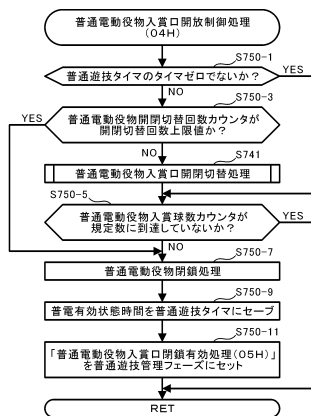 普通電動役物入賞口開放制御処理
(04H)
S750-1
普通遊技タイマのタイマゼロでないか？
YES
NO
S750-3
YES
普通電動役物開閉切替回数カウンタが
開閉切替回数上限値か？
NO
S741
普通電動役物入賞口開閉切替処理
S750-5
普通電動役物入賞球数カウンタが
規定数に到達していないか？
YES
NO
S750-7
普通電動役物閉鎖処理
S750-9
普電有効状態時間を普通遊技タイマにセーブ
S750-11
「普通電動役物入賞口閉鎖有効処理(05H)」
を普通遊技管理フェーズにセット
RET